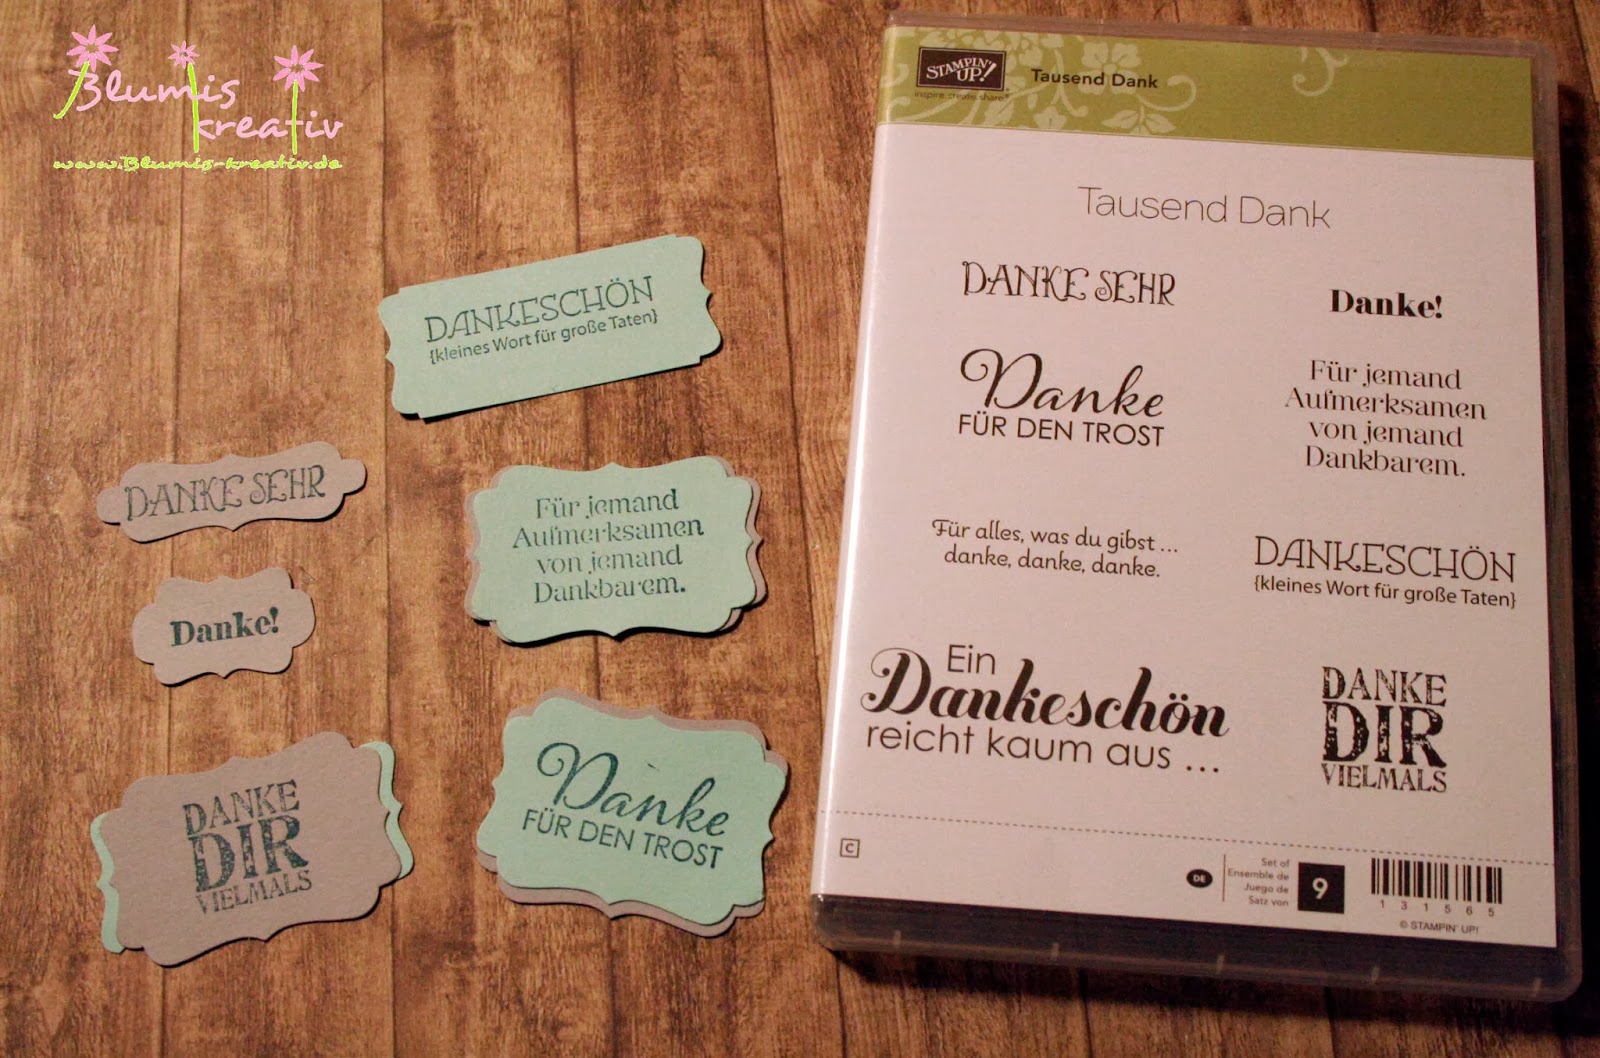 Blumis
kreativ
www.Blumis-kreativ.de
DANKESCHÖN
{kleines Wort für große Taten}
DANKE SEHR
Für jemand
Aufmerksamen
von jemand
Dankbarem.
Danke!
DANKE
DIR
VIELMALS
Danke
FÜR DEN TROST
STAMPIN' UP!
inspire.create.share.
Tausend Dank
Tausend Dank
DANKE SEHR
Danke!
Danke
FÜR DEN TROST
Für jemand
Aufmerksamen
von jemand
Dankbarem.
Für alles, was du gibst ...
danke, danke, danke.
DANKESCHÖN
{kleines Wort für große Taten}
Ein
Dankeschön
reicht kaum aus ...
DANKE
DIR
VIELMALS
C
DE
Set of
Ensemble de
Juego de
Satz von
9
131565
© STAMPIN' UP!